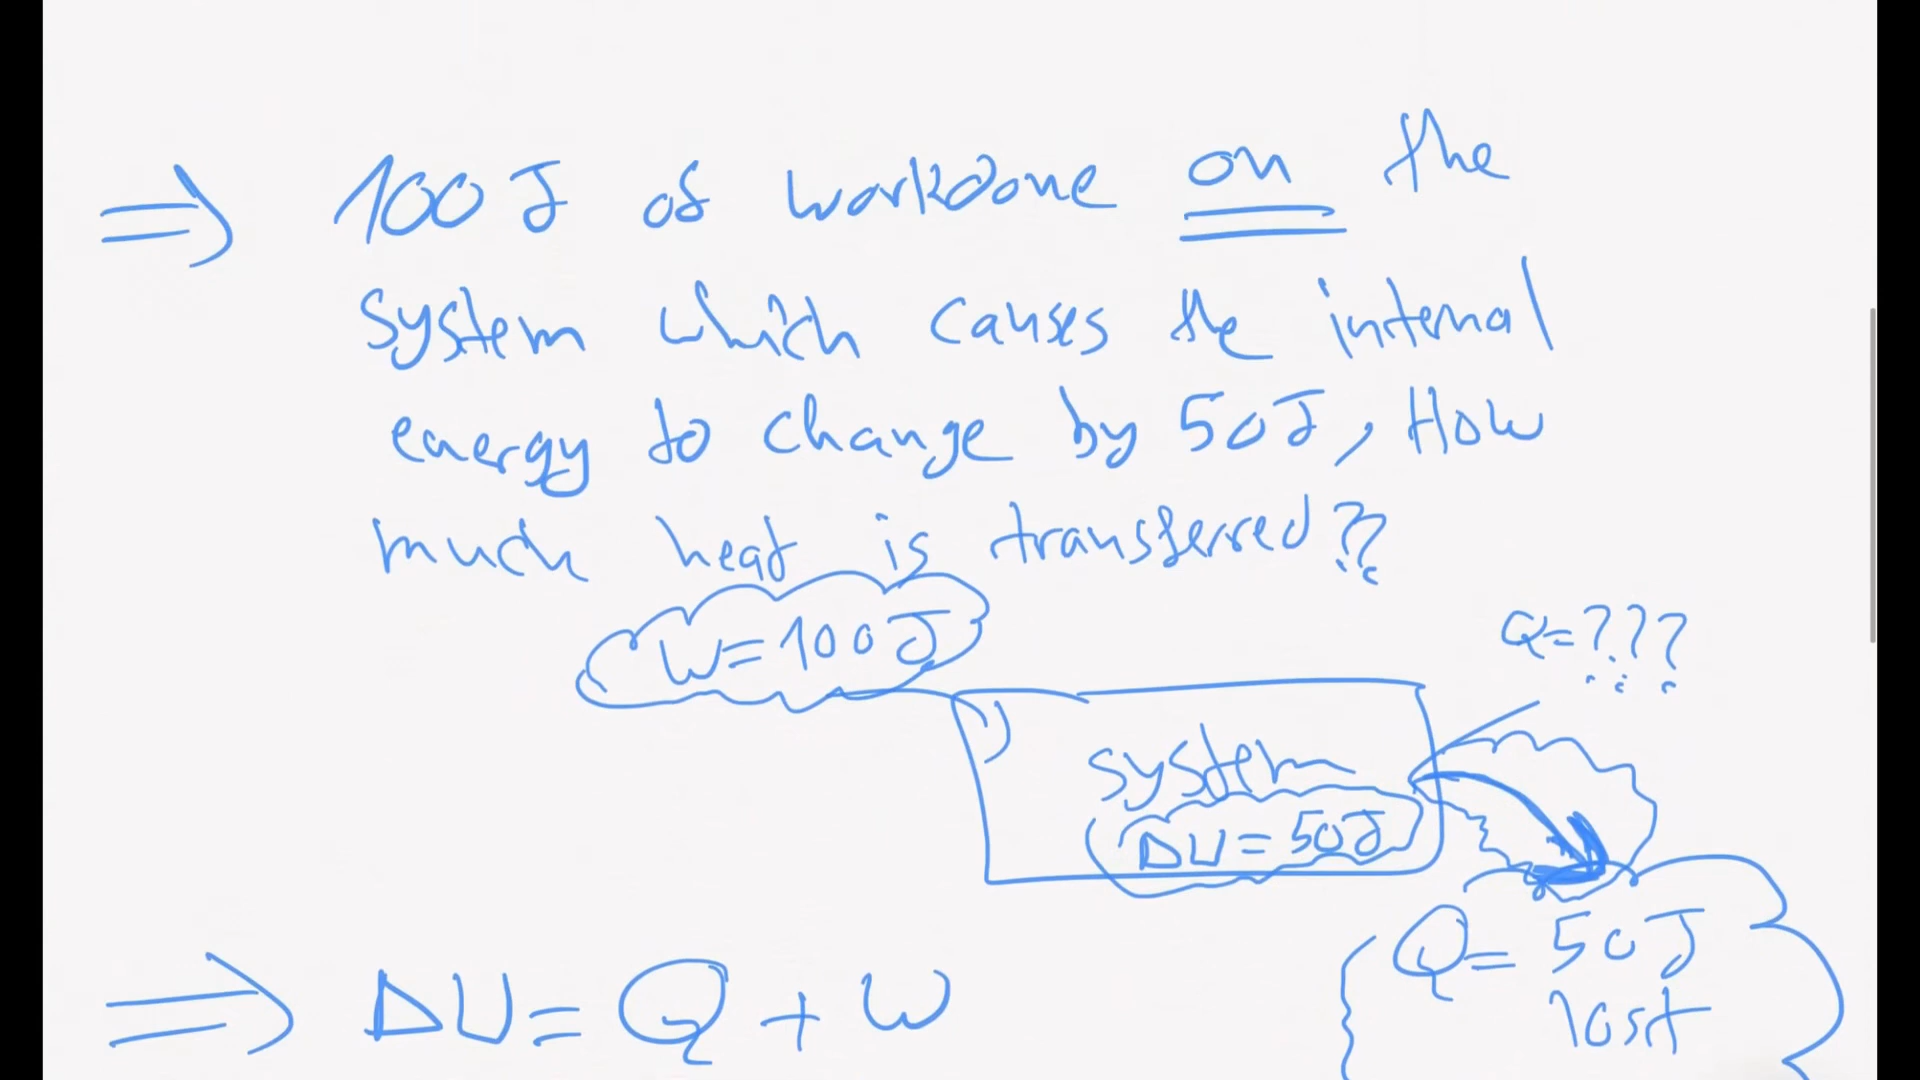 ⇒ 100 J of workdone on the
system which causes the internal
energy to change by 50J, How
much heat is transferred??
W=100J
Q=???
system
ΔU=50J
Q= 50J
lost
⇒ ΔU= Q + W